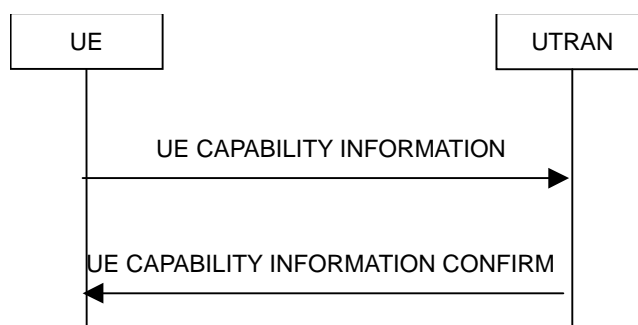 UE
UTRAN
UE CAPABILITY INFORMATION
UE CAPABILITY INFORMATION CONFIRM